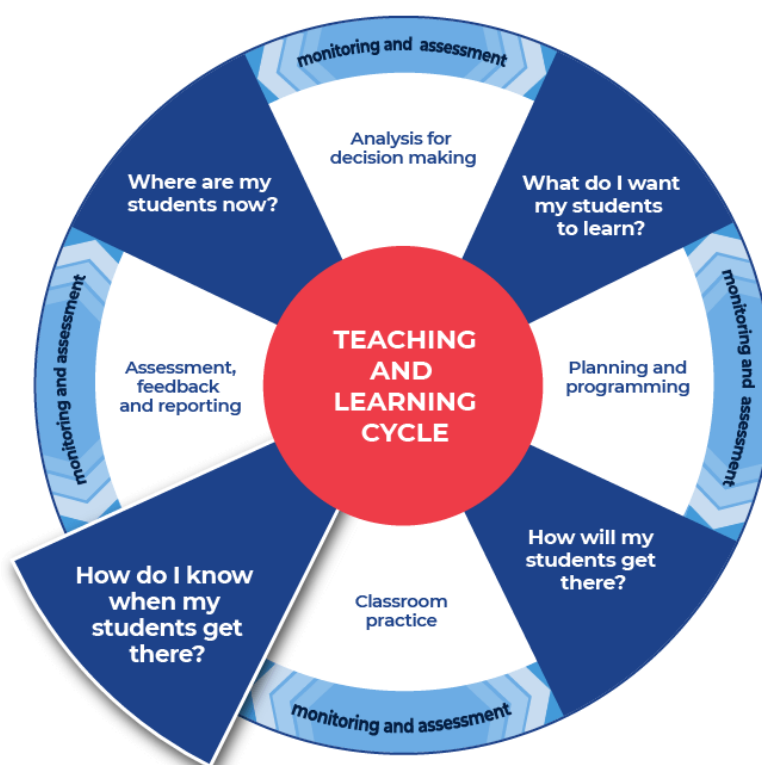 monitoring and assessment
Analysis for
decision making
Where are my
students now?
What do I want
my students
to learn?
monitoring and assessment
TEACHING
AND
LEARNING
CYCLE
Assessment,
feedback
and reporting
Planning and
programming
monitoring and assessment
How will my
students get
there?
How do I know
when my
students get
there?
Classroom
practice
monitoring and assessment